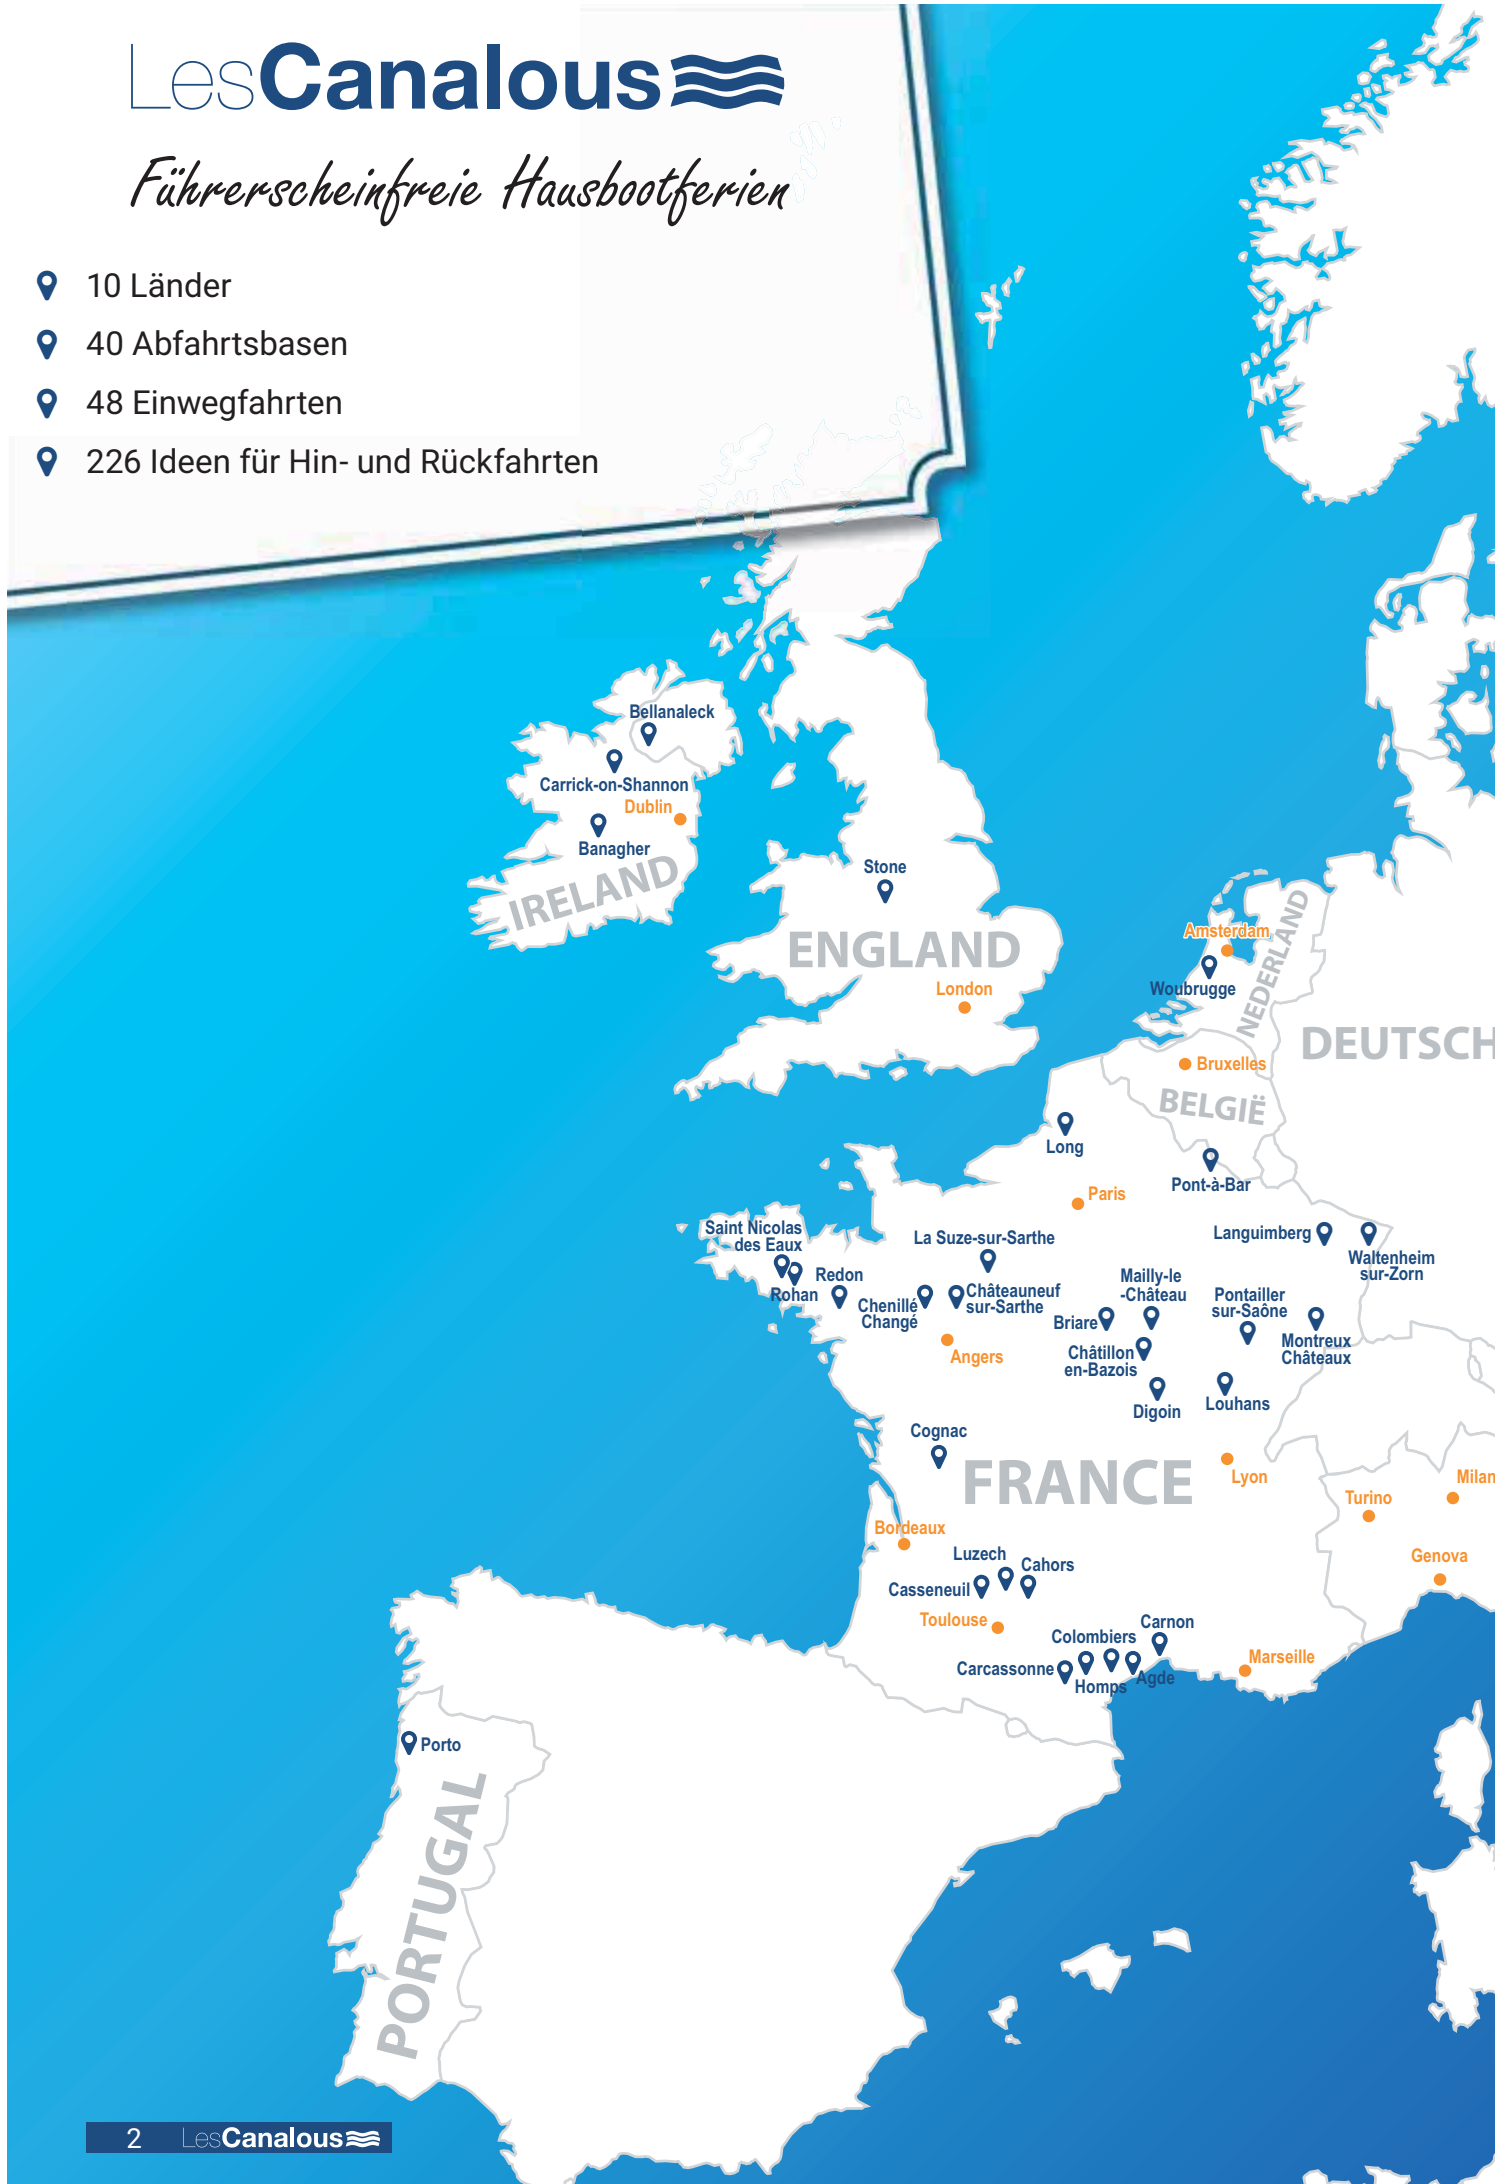 LesCanalous
Führerscheinfreie Hausbootferien
10 Länder
40 Abfahrtsbasen
48 Einwegfahrten
226 Ideen für Hin- und Rückfahrten
Bellanaleck
Carrick-on-Shannon
Dublin
Banagher
IRELAND
Stone
ENGLAND
London
Amsterdam
Woubrugge
NEDERLAND
DEUTSCH
Bruxelles
BELGIË
Long
Pont-à-Bar
Paris
Saint Nicolas
des Eaux
Rohan
Redon
La Suze-sur-Sarthe
Chenillé
Changé
Châteauneuf
sur-Sarthe
Angers
Languimberg
Waltenheim
sur-Zorn
Mailly-le
-Château
Briare
Pontailler
sur-Saône
Montreux
Châteaux
Châtillon
en-Bazois
Digoin
Louhans
Cognac
FRANCE
Lyon
Milan
Turino
Genova
Bordeaux
Luzech
Cahors
Casseneuil
Toulouse
Carnon
Colombiers
Carcassonne
Homps
Agde
Marseille
Porto
PORTUGAL
2
LesCanalous